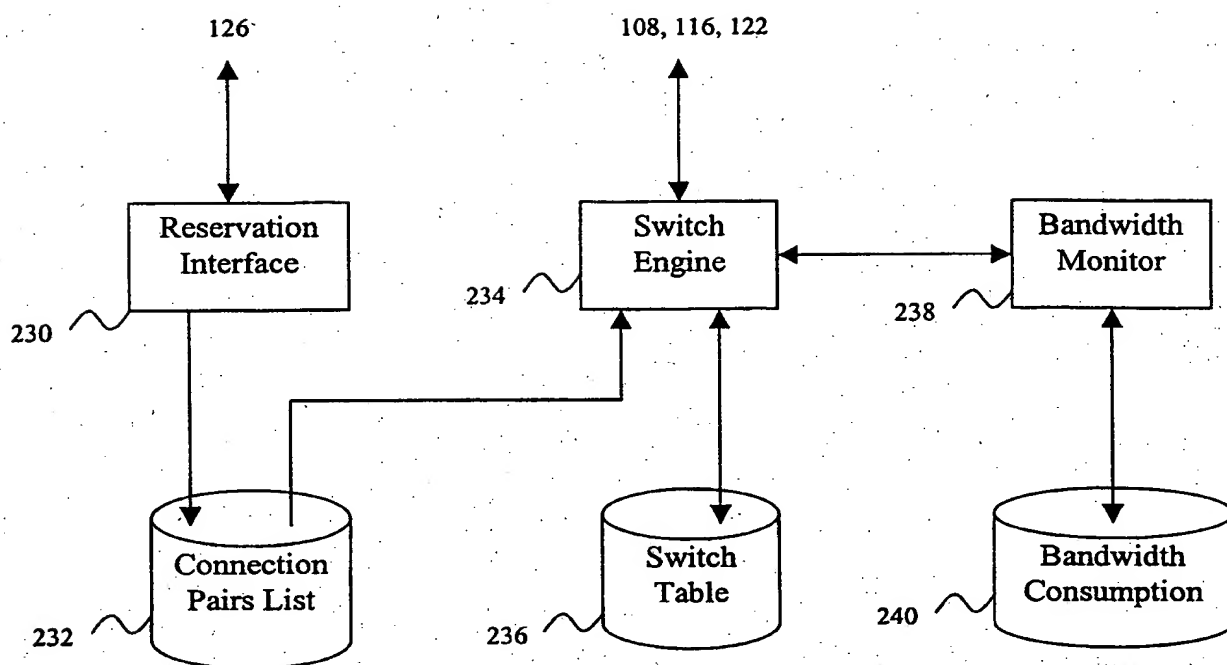 126
108, 116, 122
Reservation
Interface
Switch
Engine
Bandwidth
Monitor
230
234
238
Connection
Pairs List
Switch
Table
Bandwidth
Consumption
232
236
240